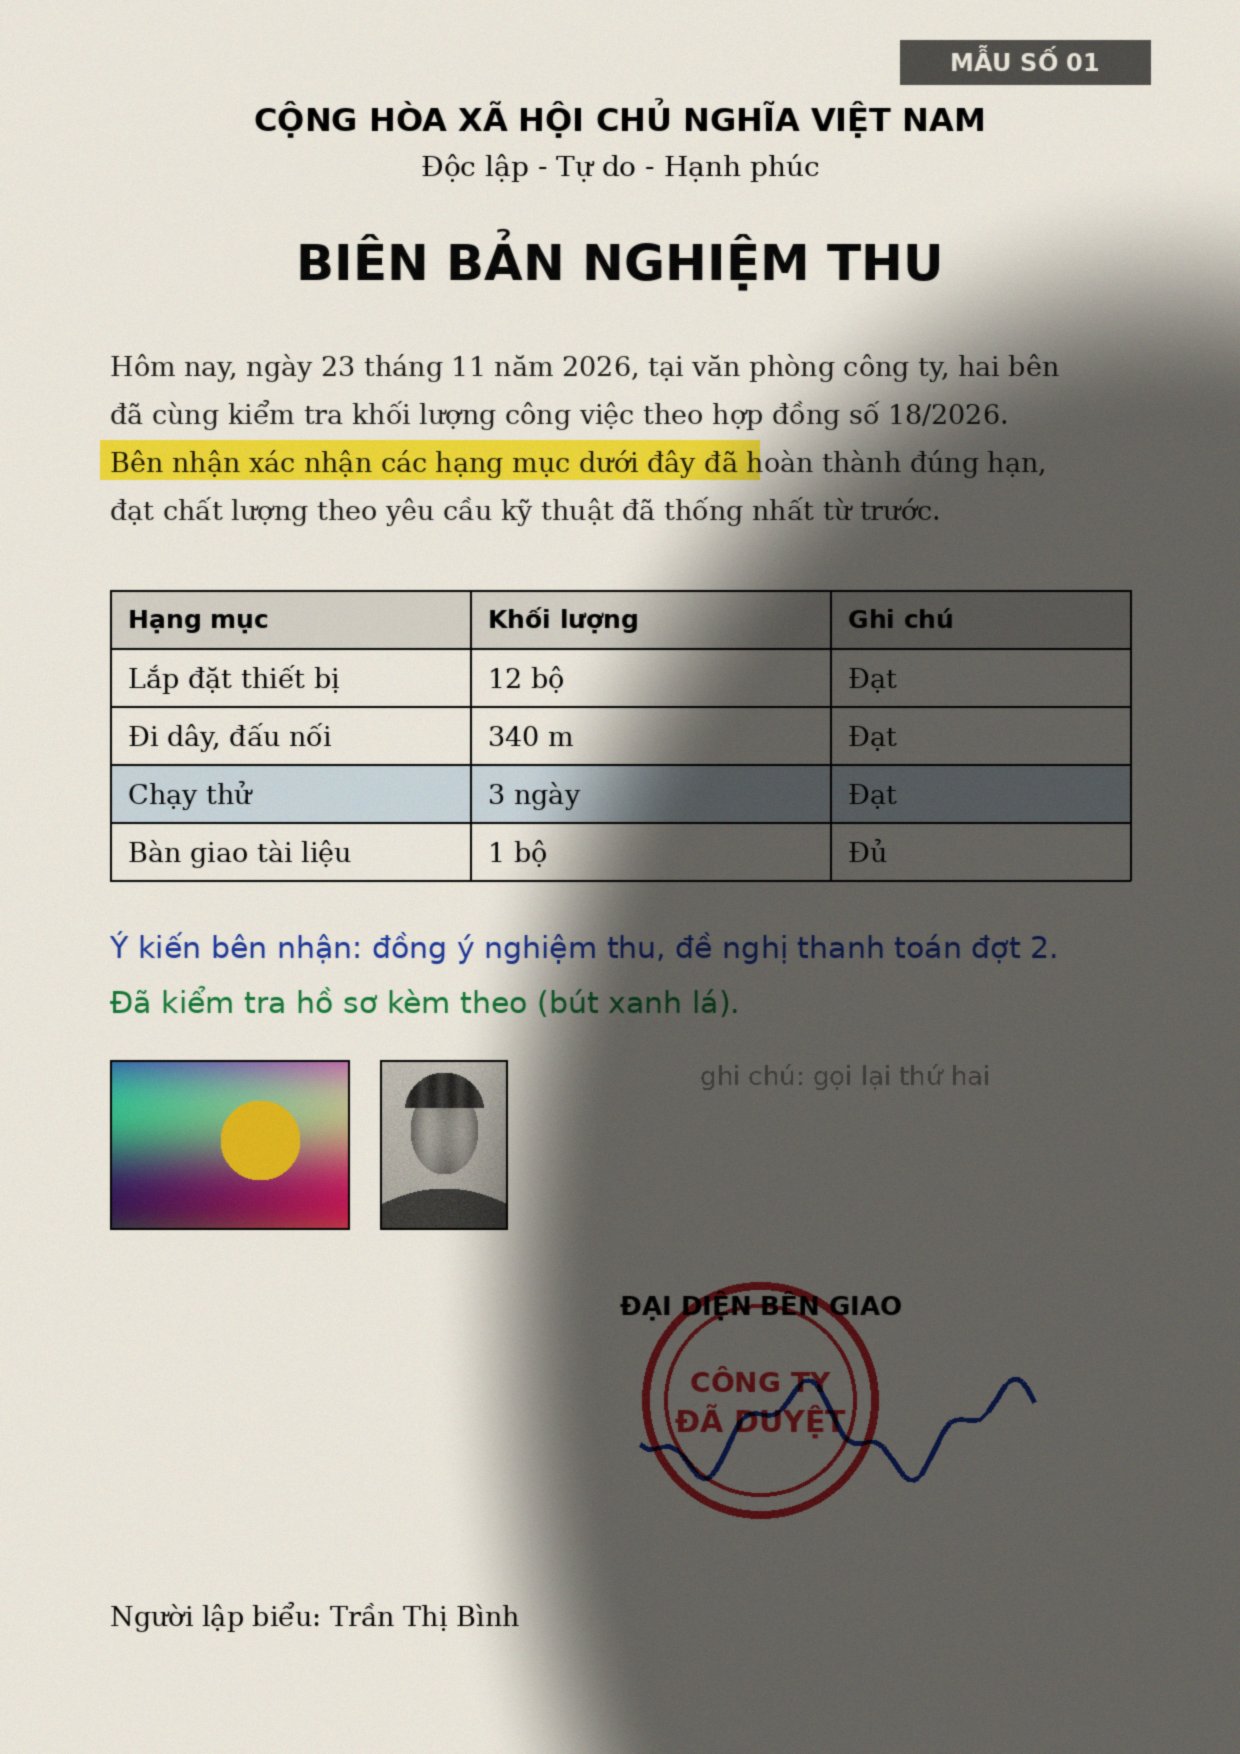 MẪU SỐ 01
CỘNG HÒA XÃ HỘI CHỦ NGHĨA VIỆT NAM
Độc lập - Tự do - Hạnh phúc
BIÊN BẢN NGHIỆM THU
Hôm nay, ngày 23 tháng 11 năm 2026, tại văn phòng công ty, hai bên
đã cùng kiểm tra khối lượng công việc theo hợp đồng số 18/2026.
Bên nhận xác nhận các hạng mục dưới đây đã hoàn thành đúng hạn,
đạt chất lượng theo yêu cầu kỹ thuật đã thống nhất từ trước.
Hạng mục Khối lượng Ghi chú
Lắp đặt thiết bị 12 bộ Đạt
Đi dây, đấu nối 340 m Đạt
Chạy thử 3 ngày Đạt
Bàn giao tài liệu 1 bộ Đủ
Ý kiến bên nhận: đồng ý nghiệm thu, đề nghị thanh toán đợt 2.
Đã kiểm tra hồ sơ kèm theo (bút xanh lá).
ghi chú: gọi lại thứ hai
ĐẠI DIỆN BÊN GIAO
CÔNG TY
ĐÃ DUYỆT
Người lập biểu: Trần Thị Bình